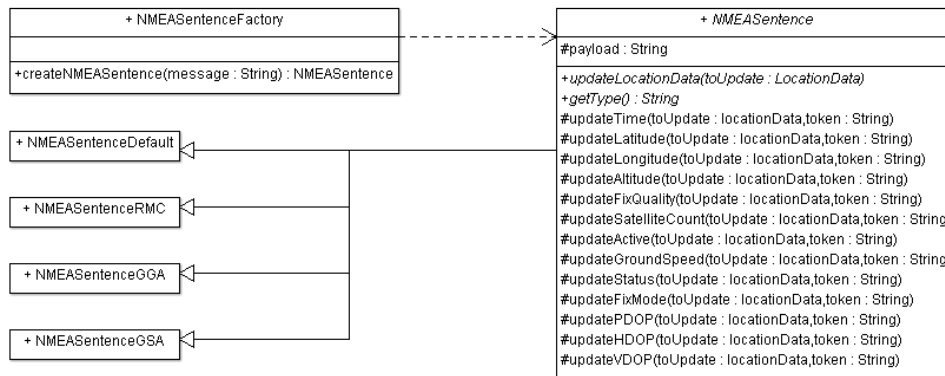 + NMEASentenceFactory
+createNMEASentence(message : String) : NMEASentence
+ NMEASentence
#payload : String
+updateLocationData(toUpdate : LocationData)
+getType() : String
#updateTime(toUpdate : locationData,token : String)
#updateLatitude(toUpdate : locationData,token : String)
#updateLongitude(toUpdate : locationData,token : String)
#updateAltitude(toUpdate : locationData,token : String)
#updateFixQuality(toUpdate : locationData,token : String)
#updateSatelliteCount(toUpdate : locationData,token : String)
#updateActive(toUpdate : locationData,token : String)
#updateGroundSpeed(toUpdate : locationData,token : String)
#updateStatus(toUpdate : locationData,token : String)
#updateFixMode(toUpdate : locationData,token : String)
#updatePDOP(toUpdate : locationData,token : String)
#updateHDOP(toUpdate : locationData,token : String)
#updateVDOP(toUpdate : locationData,token : String)
+ NMEASentenceDefault
+ NMEASentenceRMC
+ NMEASentenceGGA
+ NMEASentenceGSA